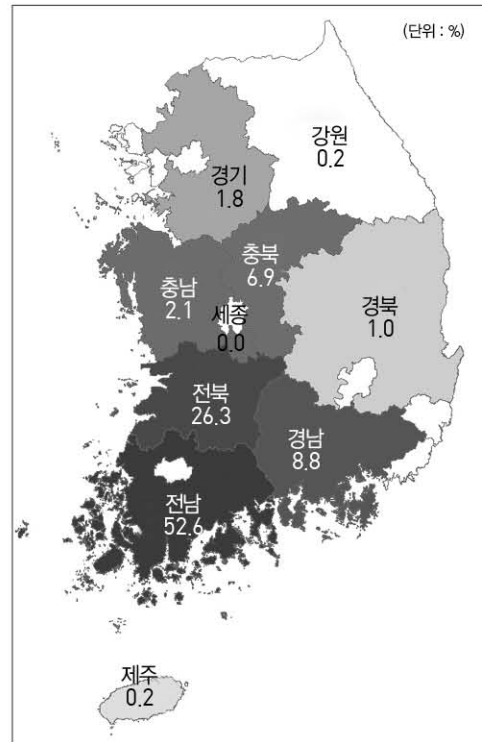 (단위 : %)
강원
0.2
경기
1.8
충북
6.9
충남
2.1
세종
0.0
경북
1.0
전북
26.3
경남
8.8
전남
52.6
제주
0.2